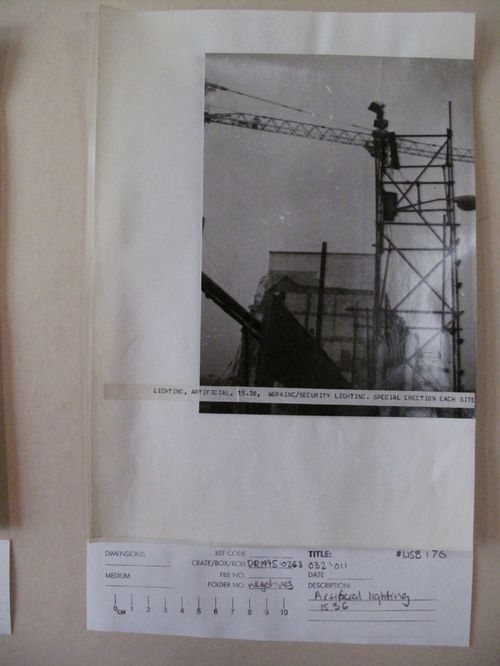 LIGHTING, ARTIFICIAL, 15.36, WORKING/SECURITY LIGHTING. SPECIAL ERECTION EACH SITE
DIMENSIONS REF CODE TITLE: #USB 176
CRATE/BOX/ROLL DR1995:0263:032:011
MEDIUM FILE NO. DATE
FOLDER NO. negatives DESCRIPTION:
Artificial lighting
15 36
0 1 2 3 4 5 6 7 8 9 10
CM